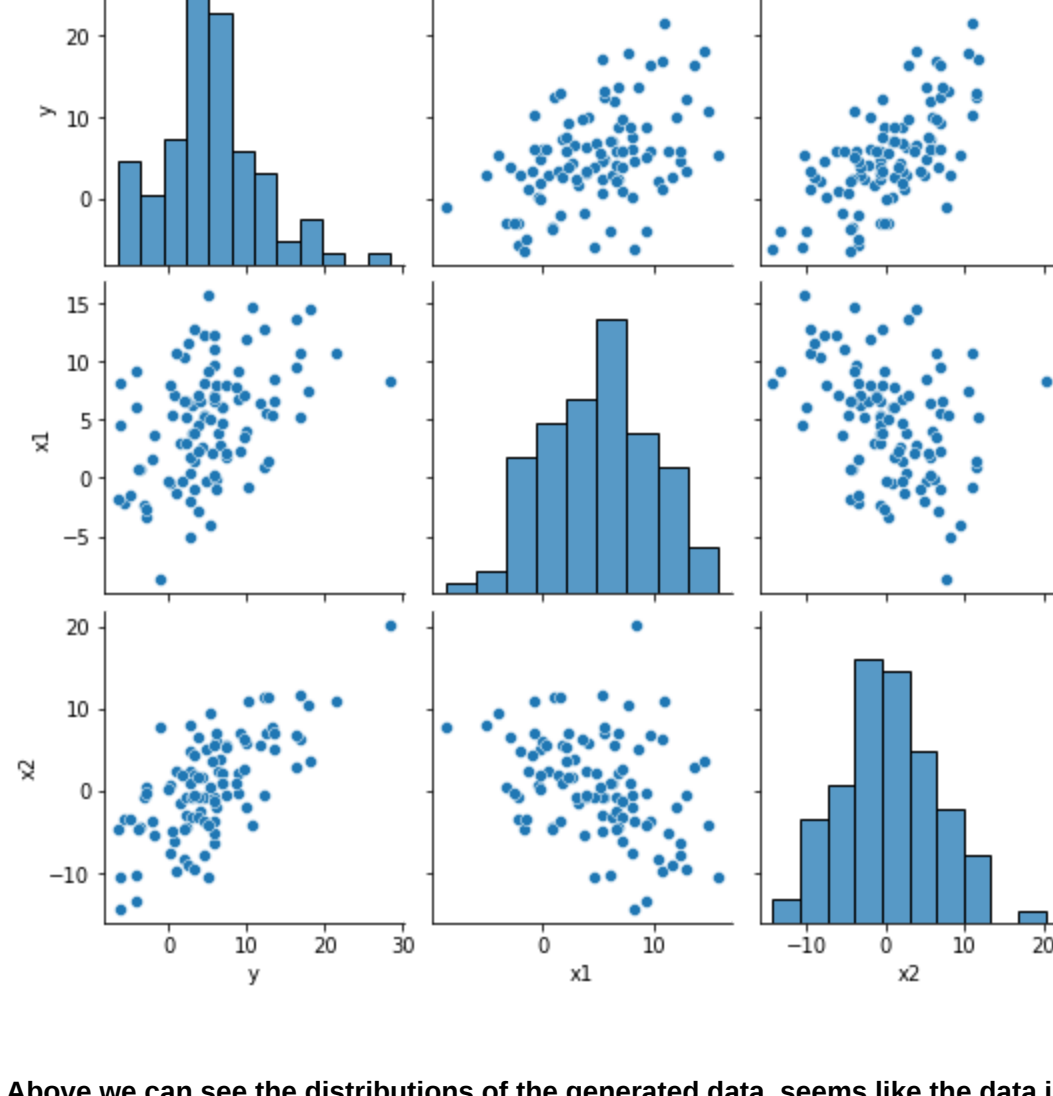 20
10
0
y
15
10
5
0
−5
x1
20
10
0
−10
x2
0 10 20 30 0 10 −10 0 10 20
y x1 x2
Above we can see the distributions of the generated data, seems like the data i